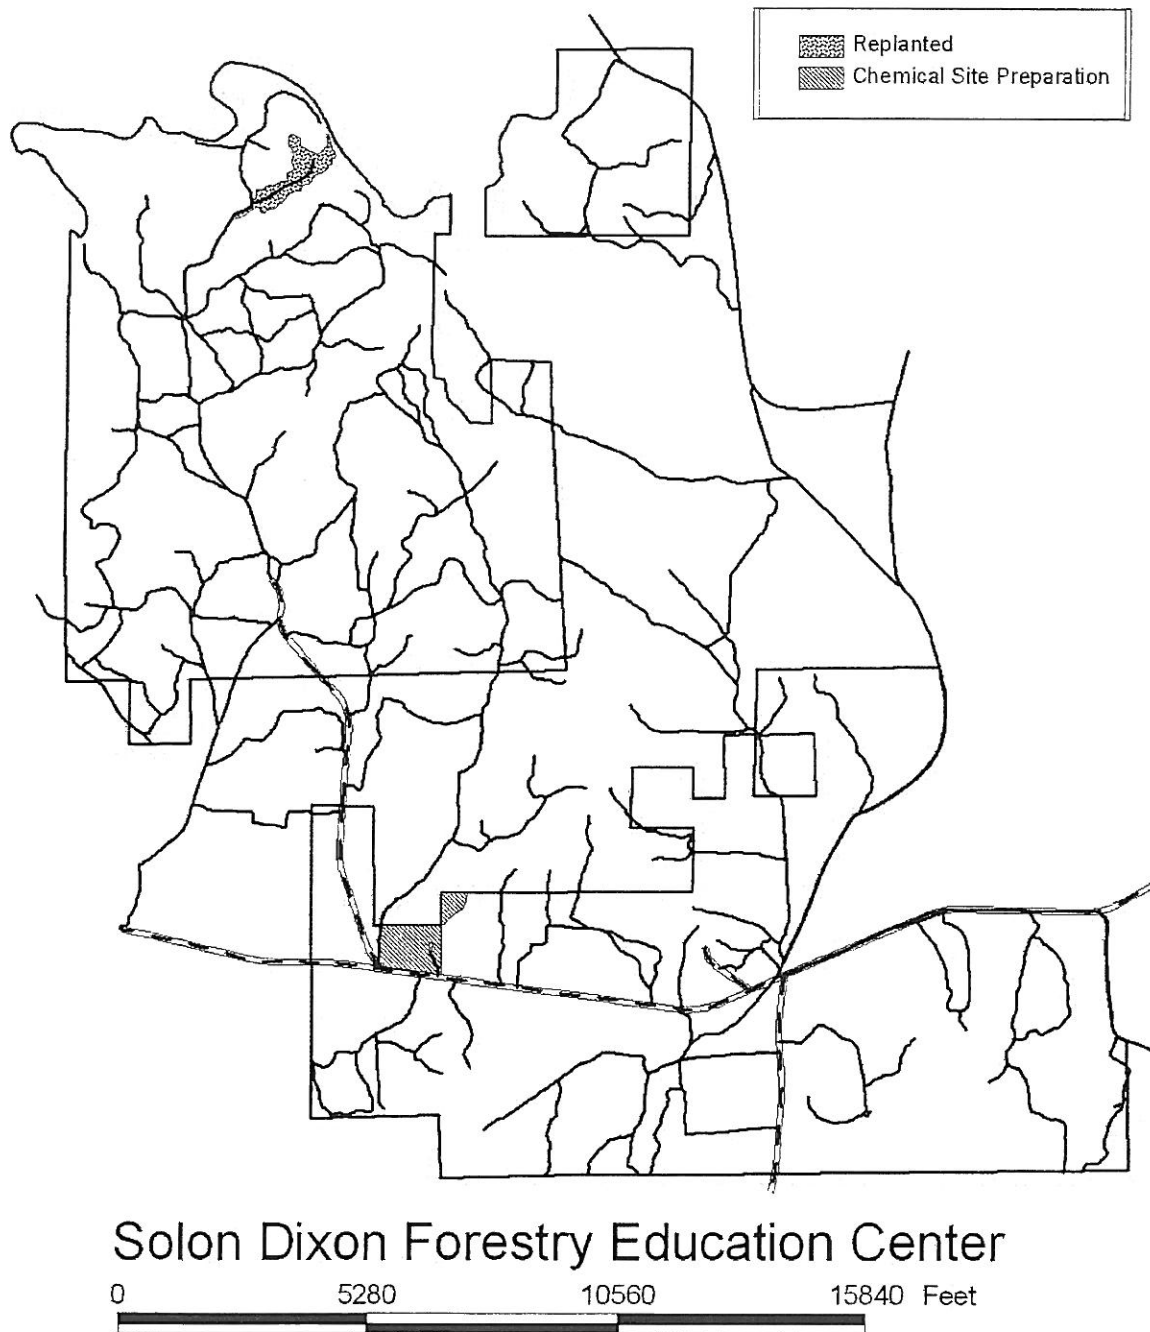 Replanted
Chemical Site Preparation
Solon Dixon Forestry Education Center
0 5280 10560 15840 Feet